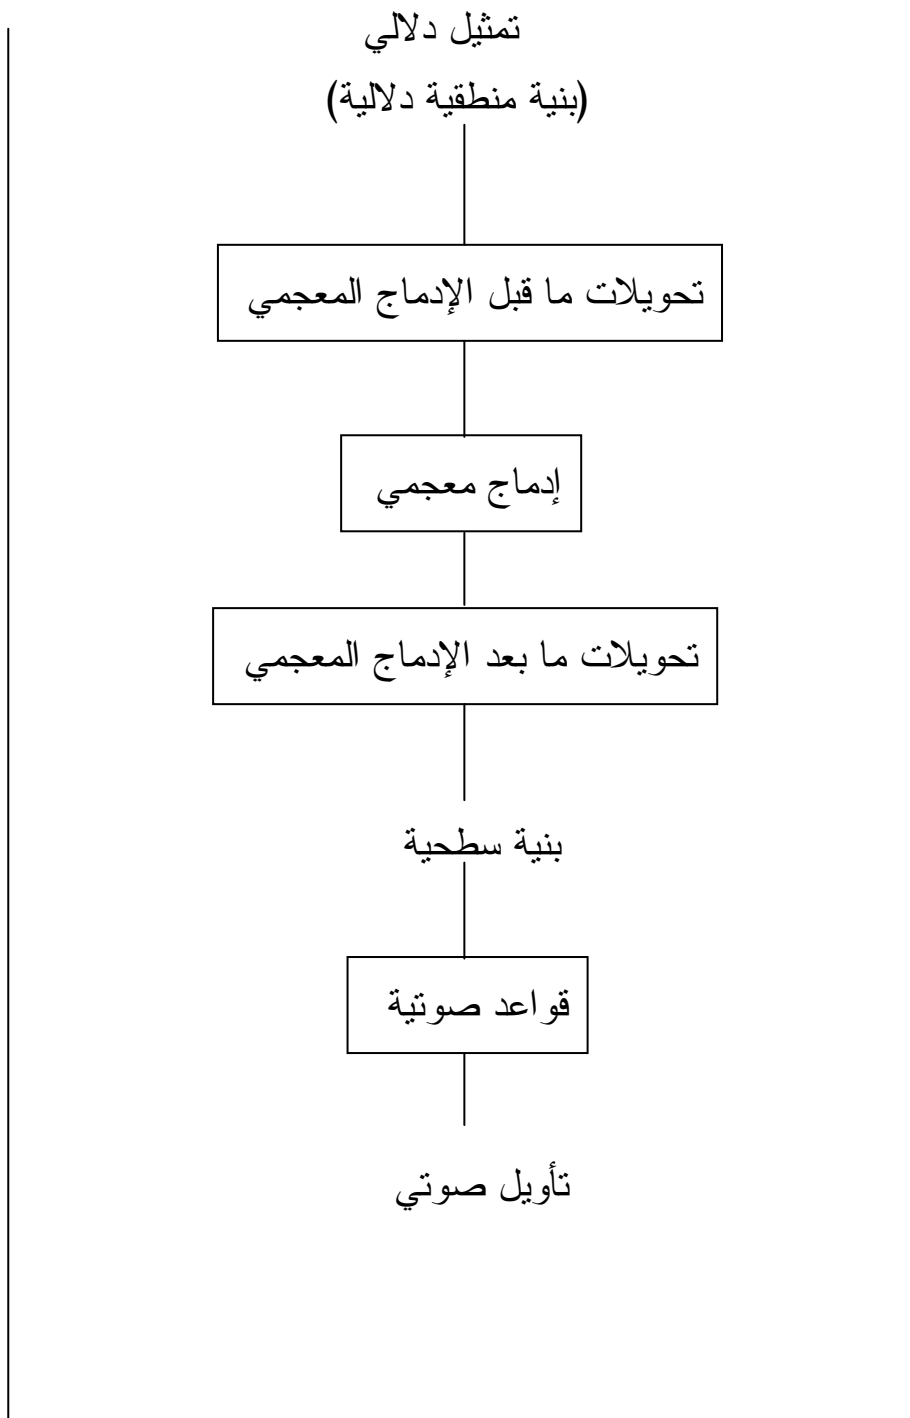 تمثيل دلالي
(بنية منطقية دلالية)
تحويلات ما قبل الإدماج المعجمي
إدماج معجمي
تحويلات ما بعد الإدماج المعجمي
بنية سطحية
قواعد صوتية
تأويل صوتي